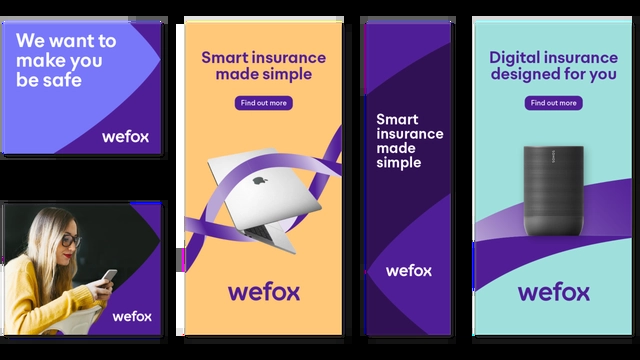 We want to
make you
be safe
wefox
wefox
Smart insurance
made simple
Find out more
wefox
Smart
insurance
made
simple
wefox
Digital insurance
designed for you
Find out more
SONOS
wefox